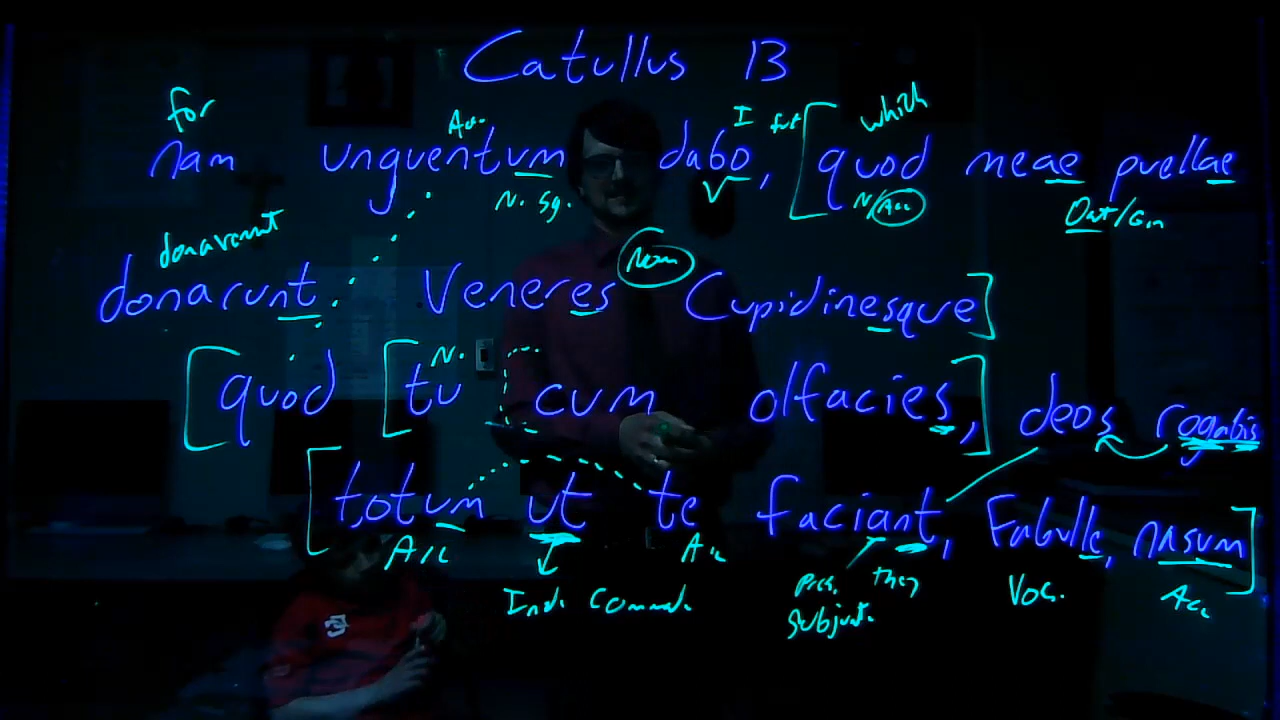 Catullus 13
for Acc. I fut which
nam unguentum dabo, [quod meae puellae
N. Sg. V N/Acc Dat/Gen
donaverunt Nom
donarunt Veneres Cupidinesque]
N.
[quod [tu [cum olfacies,] deos rogabis
[totum ut te faciant, Fabulle, nasum]
Acc Acc Pres. they Voc. Acc
Ind. Command. Subjunct.